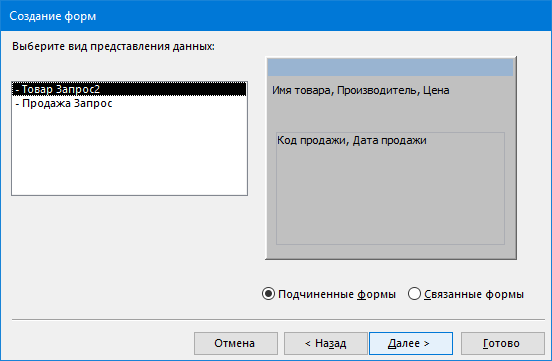 Создание форм
Выберите вид представления данных:
- Товар Запрос2
- Продажа Запрос
Имя товара, Производитель, Цена
Код продажи, Дата продажи
Подчиненные формы
Связанные формы
Отмена
< Назад
Далее >
Готово